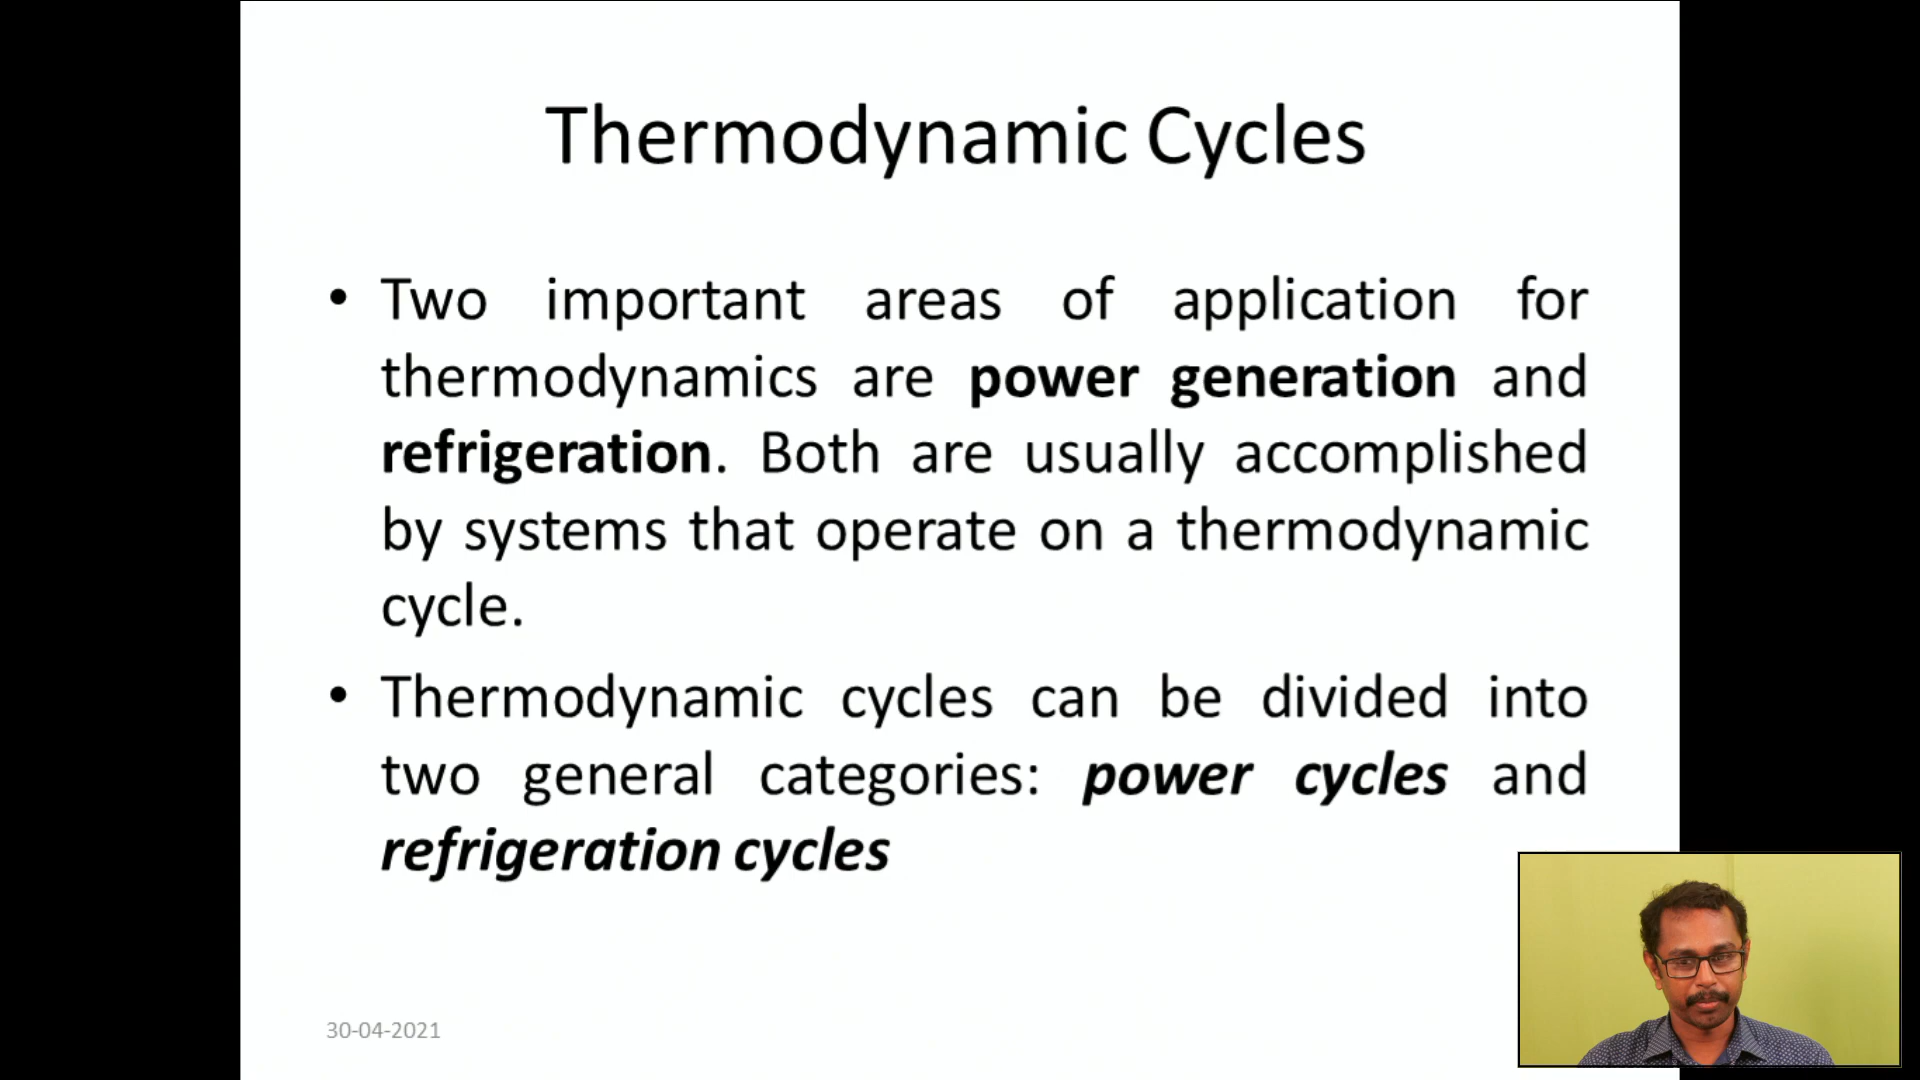 Thermodynamic Cycles
• Two important areas of application for
thermodynamics are power generation and
refrigeration. Both are usually accomplished
by systems that operate on a thermodynamic
cycle.
• Thermodynamic cycles can be divided into
two general categories: power cycles and
refrigeration cycles
30-04-2021